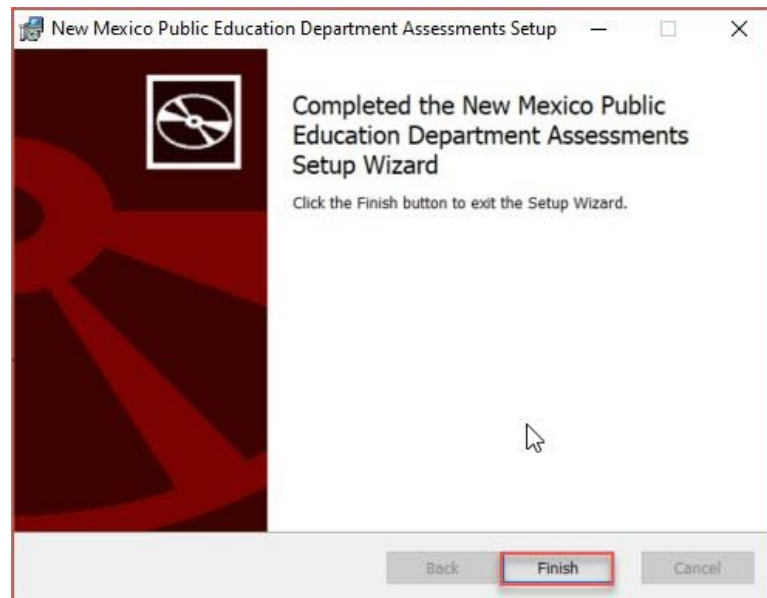 New Mexico Public Education Department Assessments Setup
Completed the New Mexico Public
Education Department Assessments
Setup Wizard
Click the Finish button to exit the Setup Wizard.
Back Finish Cancel